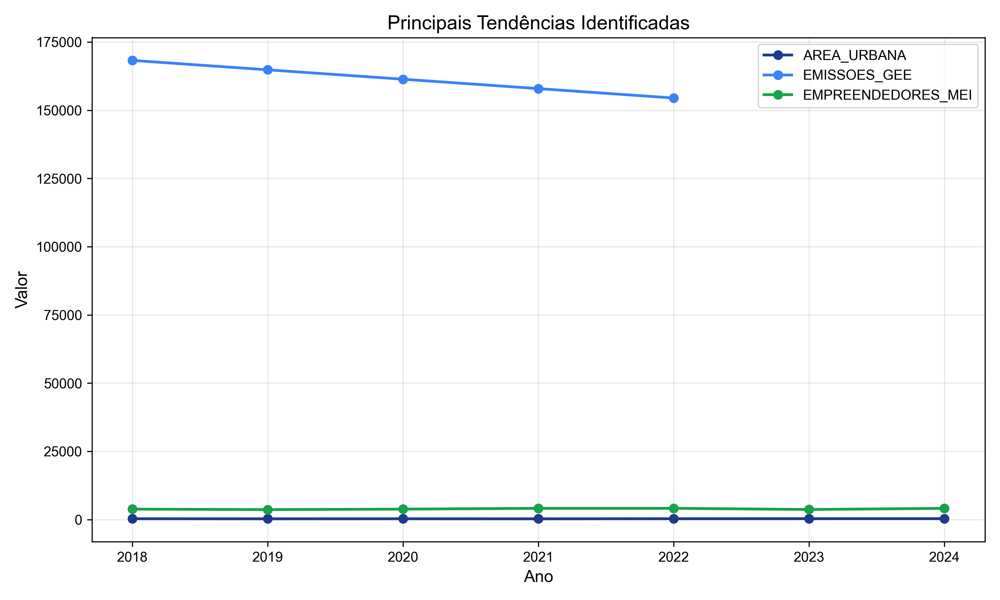 Principais Tendências Identificadas
175000
150000
125000
100000
75000
50000
25000
0
Valor
AREA_URBANA
EMISSOES_GEE
EMPREENDEDORES_MEI
2018 2019 2020 2021 2022 2023 2024
Ano